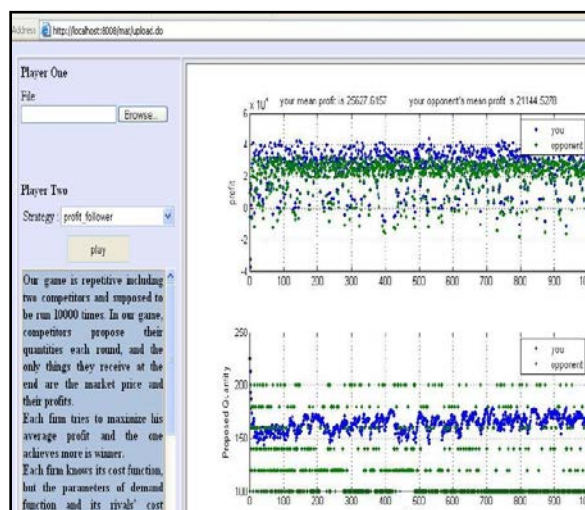 Address http://localhost:8008/mat/upload.do
Player One
File
Browse...
Player Two
Strategy : profit_follower
play
Our game is repetitive including
two competitors and supposed to
be run 10000 times. In our game,
competitors propose their
quantities each round, and the
only things they receive at the
end are the market price and
their profits.
Each firm tries to maximize his
average profit and the one
achieves more is winner.
Each firm knows its cost function,
but the parameters of demand
function and its rivals' cost
your mean profit is 25627.6157 your opponent's mean profit is 21144.5278
x 10
6
4
2
0
-2
-4
profit
you
opponent
0 100 200 300 400 500 600 700 800 900
250
200
150
100
Proposed Quantity
you
opponent
0 100 200 300 400 500 600 700 800 900